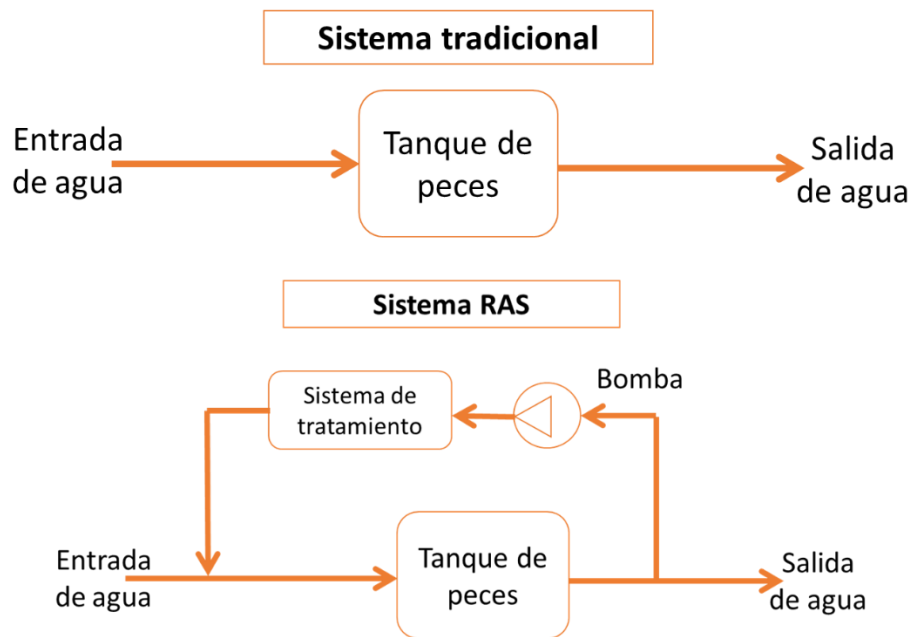 Sistema tradicional
Entrada
de agua
Tanque de
peces
Salida
de agua
Sistema RAS
Bomba
Sistema de
tratamiento
Entrada
de agua
Tanque de
peces
Salida
de agua